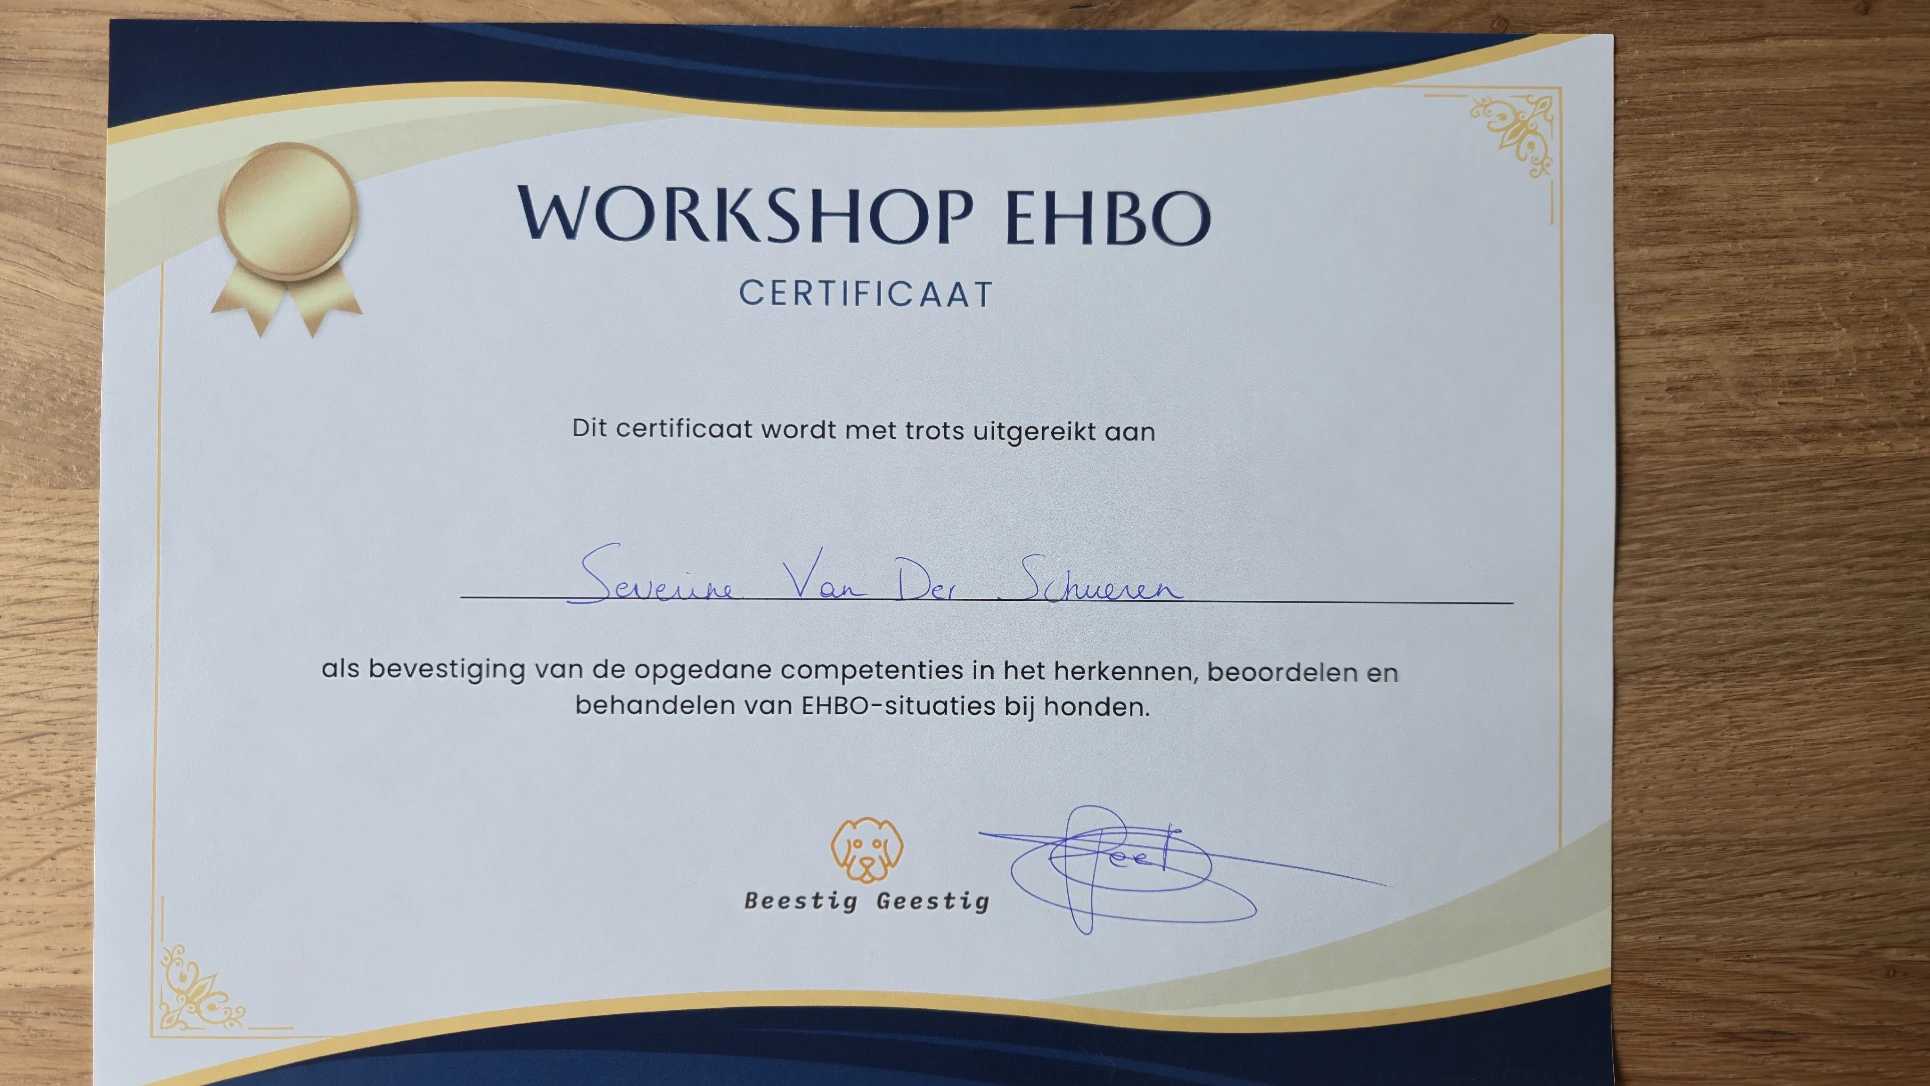 WORKSHOP EHBO
CERTIFICAAT
Dit certificaat wordt met trots uitgereikt aan
Severine Van Der Schueren
als bevestiging van de opgedane competenties in het herkennen, beoordelen en
behandelen van EHBO-situaties bij honden.
Beestig Geestig